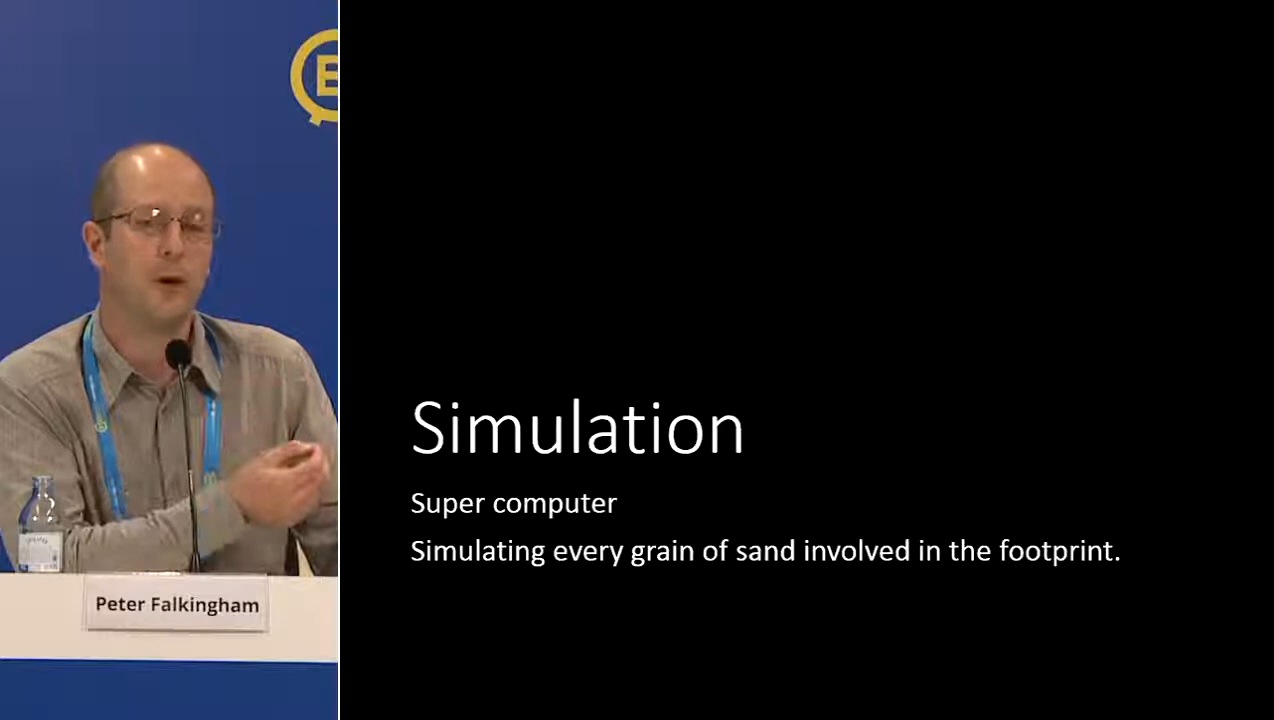 E
Simulation
Super computer
Simulating every grain of sand involved in the footprint.
Peter Falkingham